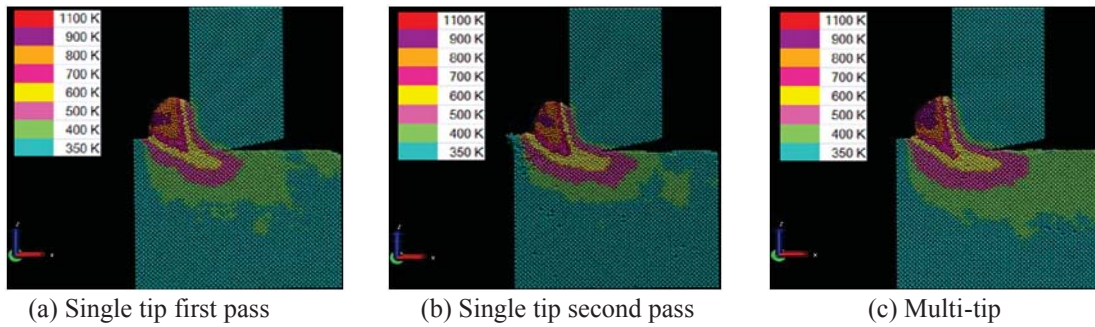 1100 K
900 K
800 K
700 K
600 K
500 K
400 K
350 K
z
x
1100 K
900 K
800 K
700 K
600 K
500 K
400 K
350 K
z
x
1100 K
900 K
800 K
700 K
600 K
500 K
400 K
350 K
z
x
(a) Single tip first pass
(b) Single tip second pass
(c) Multi-tip